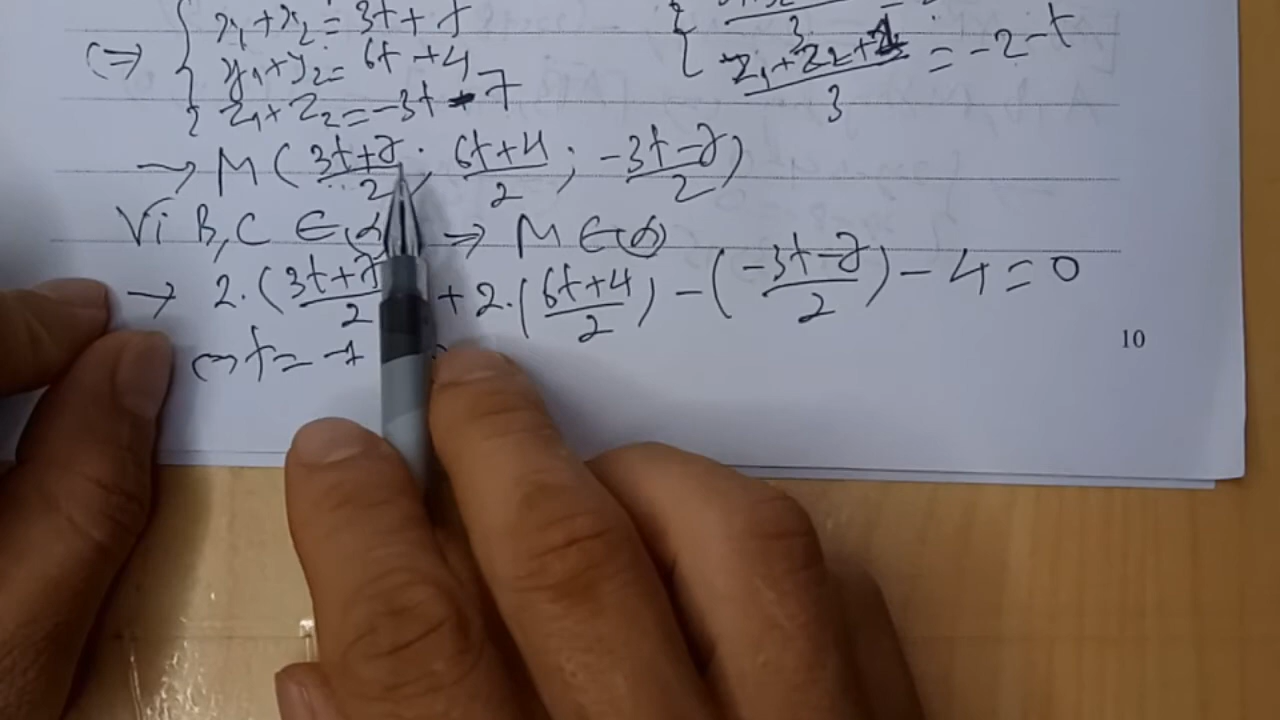 (=> { x₁+x₂ = 3t+7
y₁+y₂ = 6t+4
z₁+z₂ = -3t-7
(z₁+z₂+1)/3 = -2-t
→ M((3t+7)/2; (6t+4)/2; (-3t-7)/2)
Vì B,C ∈ (α) → M ∈ (α)
→ 2.((3t+7)/2) + 2.((6t+4)/2) - ((-3t-7)/2) - 4 = 0
10
⇔ t = -1